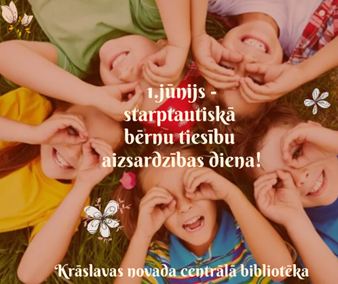 1.jūnijs -
starptautiskā
bērnu tiesību
aizsardzības diena!
Krāslavas novada centrālā bibliotēka